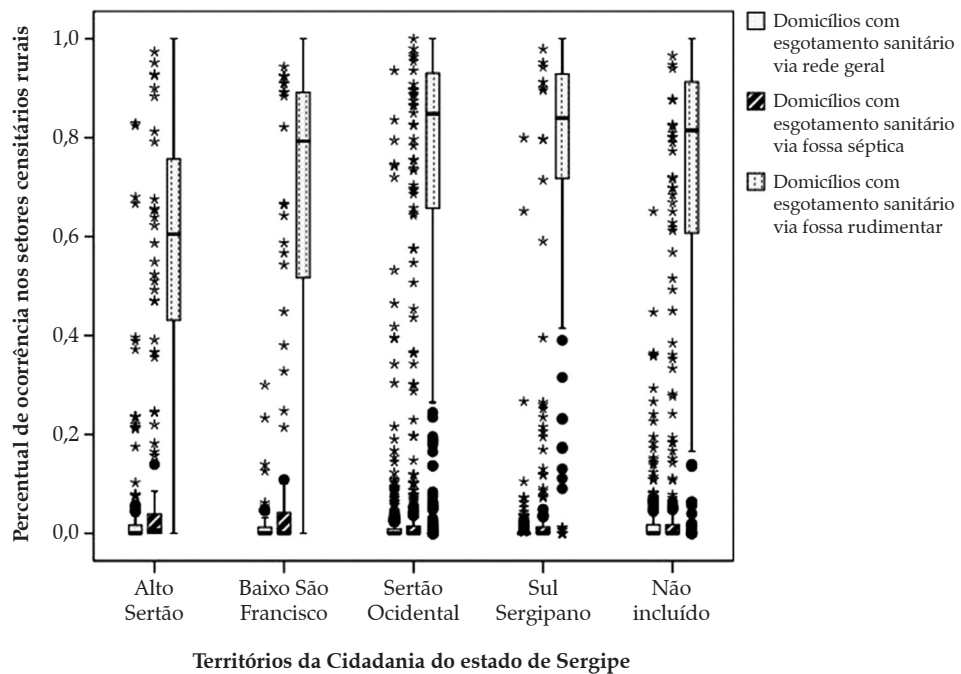 Percentual de ocorrência nos setores censitários rurais
1,0
0,8
0,6
0,4
0,2
0,0
Alto
Sertão
Baixo São
Francisco
Sertão
Ocidental
Sul
Sergipano
Não
incluído
Territórios da Cidadania do estado de Sergipe
Domicílios com
esgotamento sanitário
via rede geral
Domicílios com
esgotamento sanitário
via fossa séptica
Domicílios com
esgotamento sanitário
via fossa rudimentar